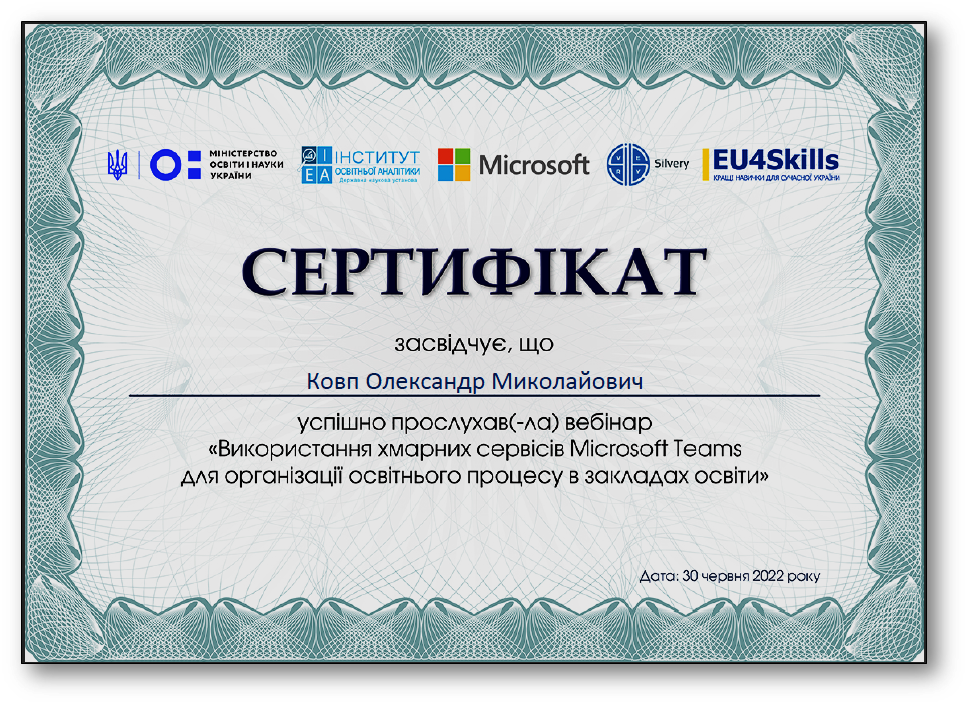 МІНІСТЕРСТВО
ОСВІТИ І НАУКИ
УКРАЇНИ
ІА
ЕА
ІНСТИТУТ
ОСВІТНЬОЇ АНАЛІТИКИ
Державна наукова установа
Microsoft
Silvery
EU4Skills
КРАЩІ НАВИЧКИ ДЛЯ СУЧАСНОЇ УКРАЇНИ
СЕРТИФІКАТ
засвідчує, що
Ковп Олександр Миколайович
успішно прослухав(-ла) вебінар
«Використання хмарних сервісів Microsoft Teams
для організації освітнього процесу в закладах освіти»
Дата: 30 червня 2022 року